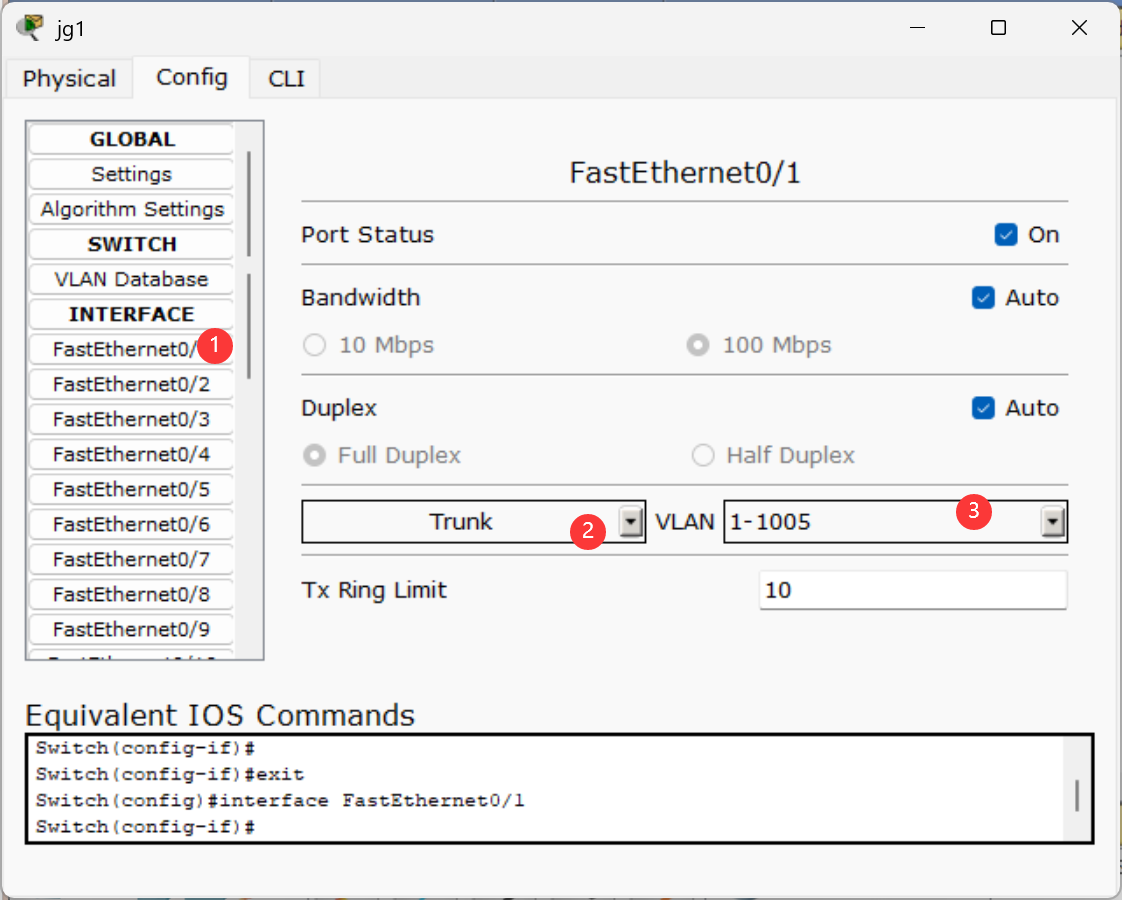 jg1
Physical Config CLI
GLOBAL
Settings
Algorithm Settings
SWITCH
VLAN Database
INTERFACE
FastEthernet0/ 1
FastEthernet0/2
FastEthernet0/3
FastEthernet0/4
FastEthernet0/5
FastEthernet0/6
FastEthernet0/7
FastEthernet0/8
FastEthernet0/9
FastEthernet0/1
Port Status On
Bandwidth Auto
10 Mbps 100 Mbps
Duplex Auto
Full Duplex Half Duplex
Trunk 2 VLAN 1-1005 3
Tx Ring Limit 10
Equivalent IOS Commands
Switch(config-if)#
Switch(config-if)#exit
Switch(config)#interface FastEthernet0/1
Switch(config-if)#